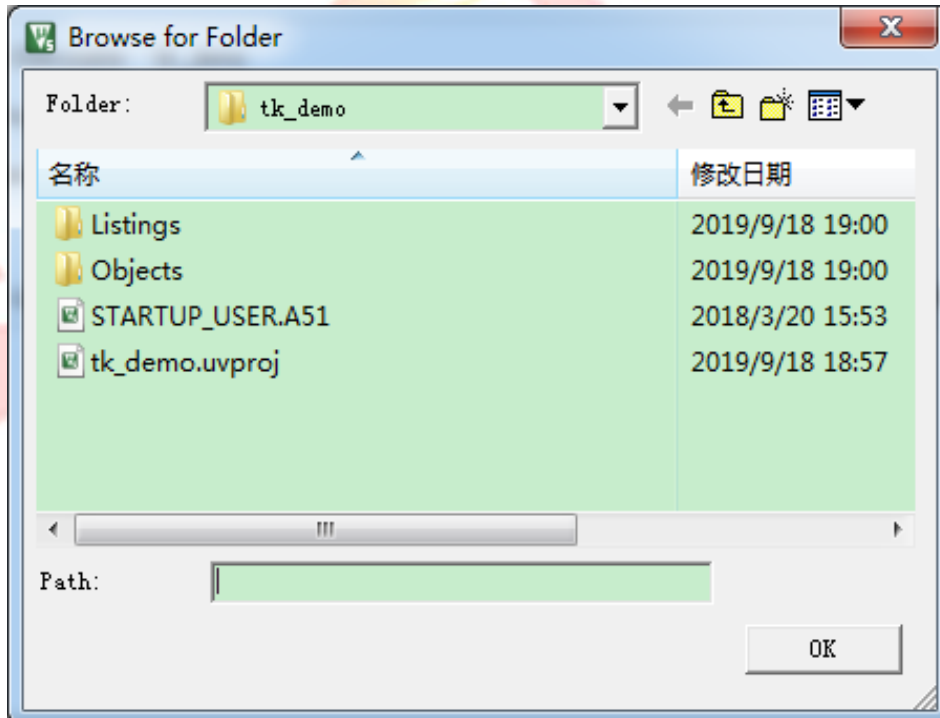 Browse for Folder
Folder: tk_demo
名称 修改日期
Listings 2019/9/18 19:00
Objects 2019/9/18 19:00
STARTUP_USER.A51 2018/3/20 15:53
tk_demo.uvproj 2019/9/18 18:57
Path:
OK